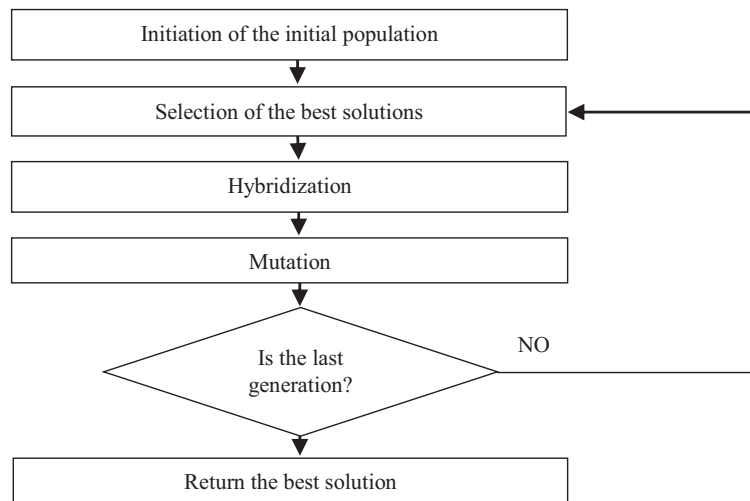 Initiation of the initial population
Selection of the best solutions
Hybridization
Mutation
Is the last
generation?
NO
Return the best solution